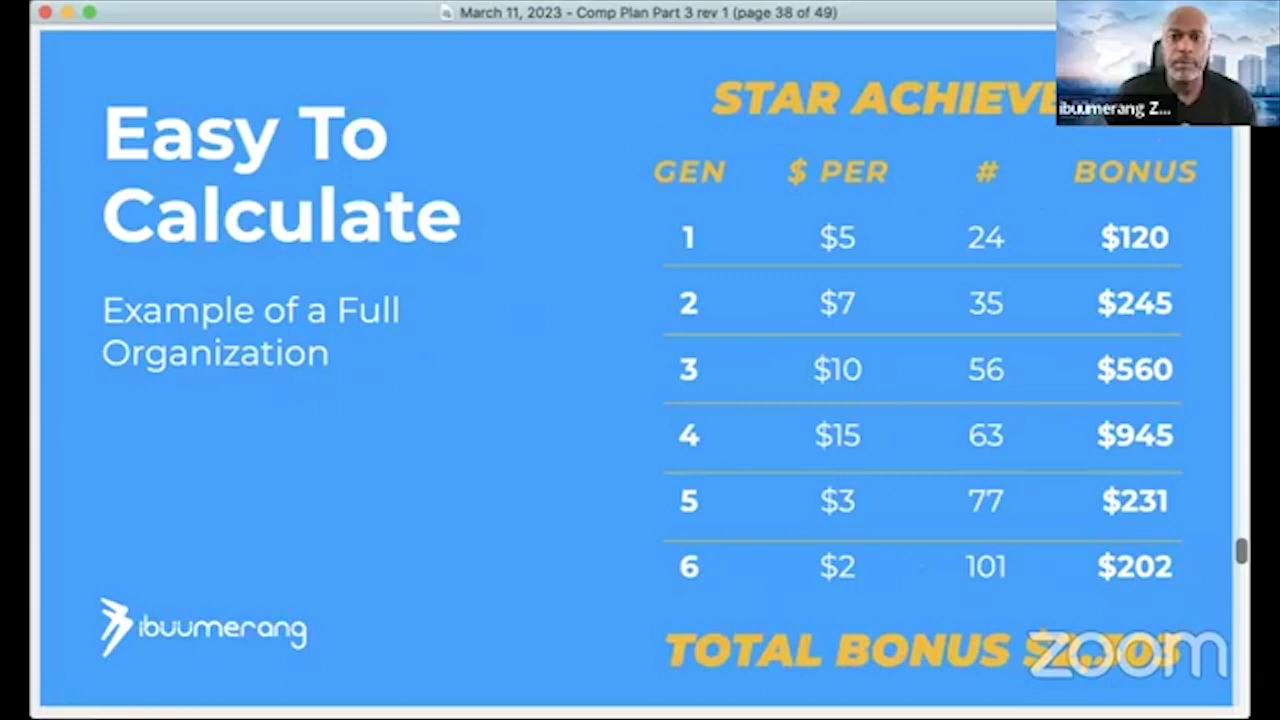 March 11, 2023 - Comp Plan Part 3 rev 1 (page 38 of 49)
ibuumerang Z...
Easy To
Calculate
Example of a Full
Organization
ibuumerang
STAR ACHIEVE
GEN $ PER # BONUS
1 $5 24 $120
2 $7 35 $245
3 $10 56 $560
4 $15 63 $945
5 $3 77 $231
6 $2 101 $202
TOTAL BONUS
zoom